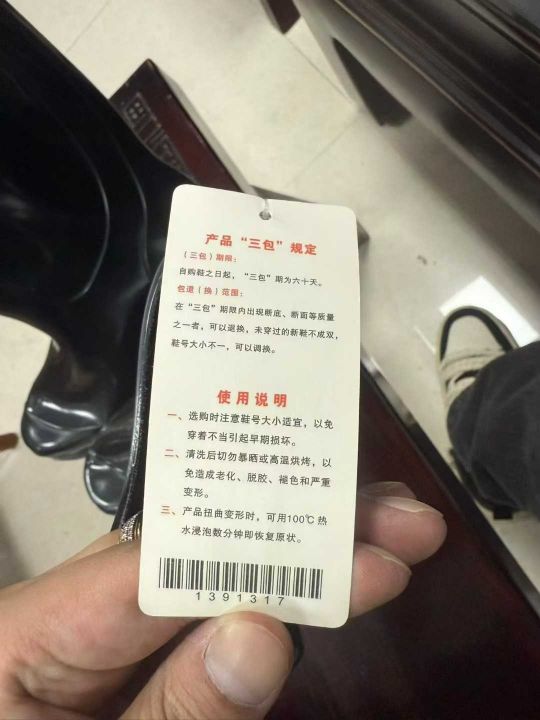 产品“三包”规定
（三包）期限：
自购鞋之日起，“三包”期为六十天。
包退（换）范围：
在“三包”期限内出现断底、断面等质量
之一者，可以退换，未穿过的新鞋不成双，
鞋号大小不一，可以调换。
使用说明
一、选购时注意鞋号大小适宜，以免
穿着不当引起早期损坏。
二、清洗后切勿暴晒或高温烘烤，以
免造成老化、脱胶、褪色和严重
变形。
三、产品扭曲变形时，可用100℃热
水浸泡数分钟即恢复原状。
1391317